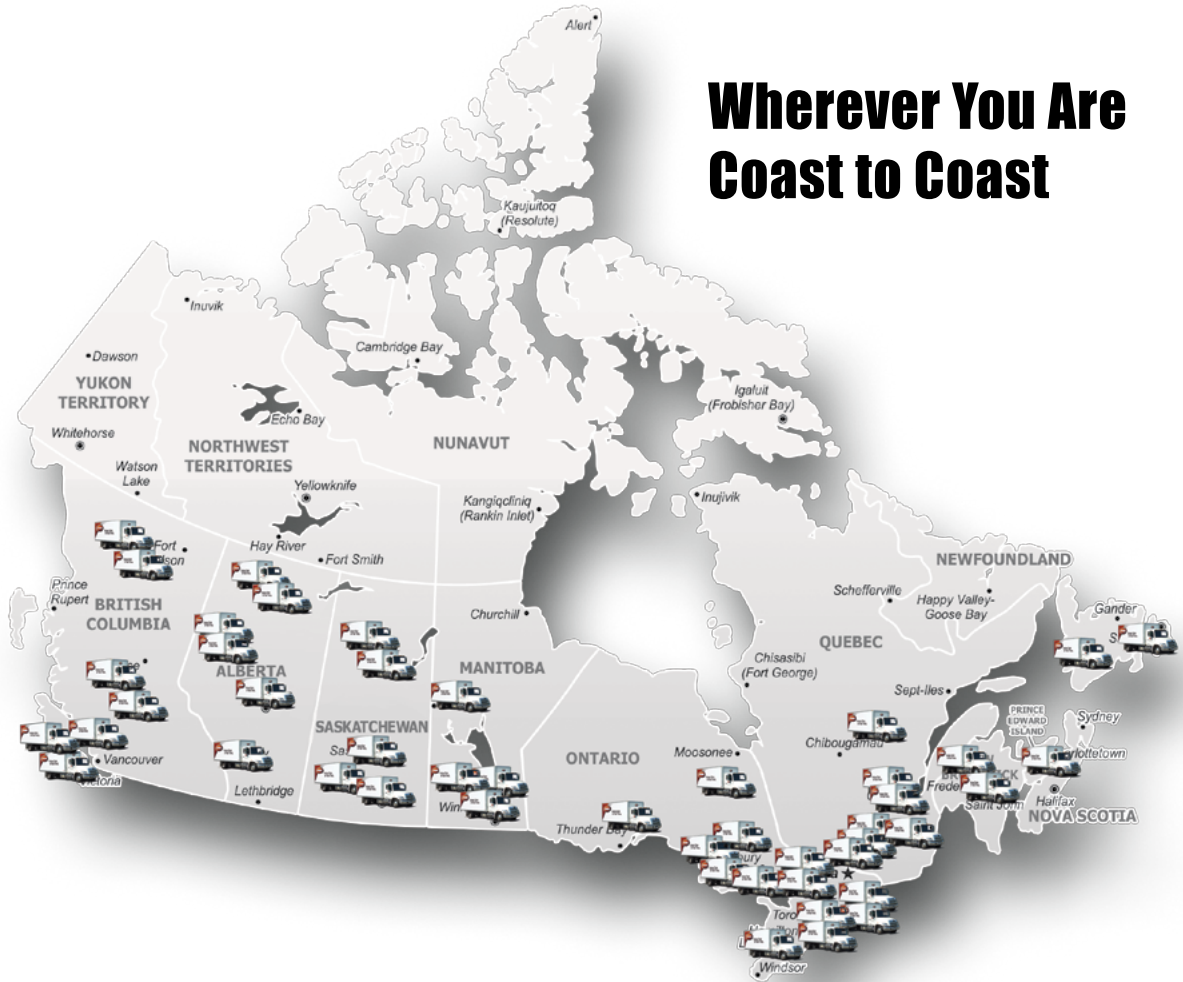 Wherever You Are
Coast to Coast
Alert
Kaujuitoq
(Resolute)
Inuvik
Cambridge Bay
Dawson
YUKON
TERRITORY
Echo Bay
Igaluit
(Frobisher Bay)
Whitehorse
NORTHWEST
TERRITORIES
NUNAVUT
Watson
Lake
Yellowknife
Kangiqcliniq
(Rankin Inlet)
Inujivik
Fort
Hay River
Fort Smith
NEWFOUNDLAND
Prince
Rupert
BRITISH
COLUMBIA
Churchill
Schefferville
Happy Valley-
Goose Bay
Gander
QUEBEC
ALBERTA
MANITOBA
Chisasibi
(Fort George)
Sept-Iles
SASKATCHEWAN
PRINCE
EDWARD
ISLAND
Sydney
Vancouver
ONTARIO
Moosonee
Chibougamau
Lethbridge
Saint John
Halifax
NOVA SCOTIA
Thunder Bay
Windsor